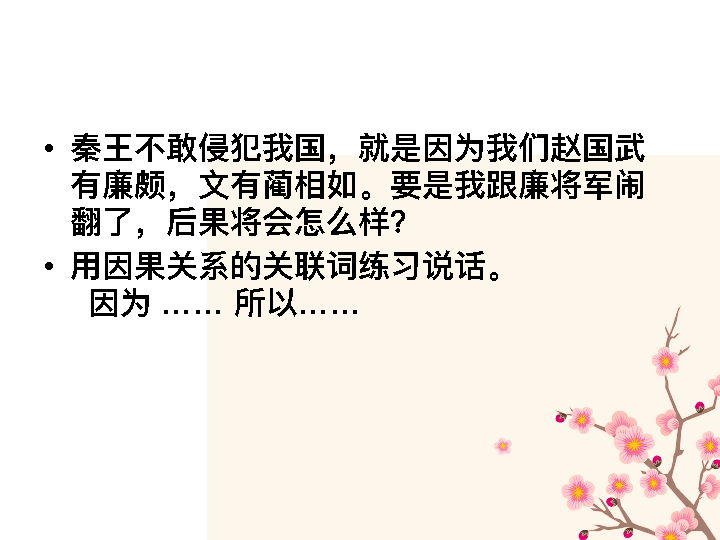 • 秦王不敢侵犯我国，就是因为我们赵国武
有廉颇，文有蔺相如。要是我跟廉将军闹
翻了，后果将会怎么样?
• 用因果关系的关联词练习说话。
因为 …… 所以……